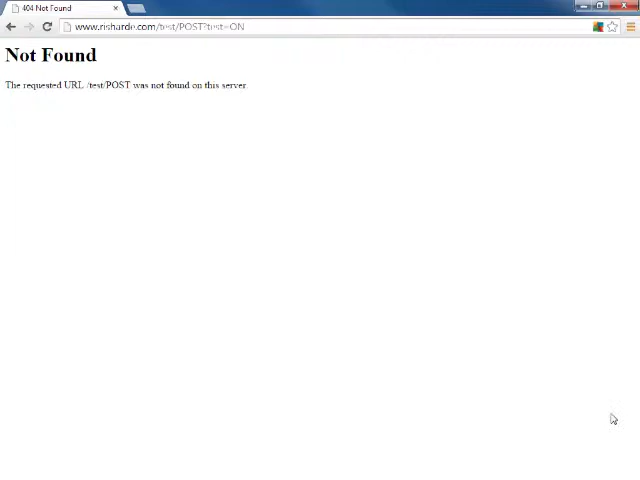 404 Not Found
www.risharde.com/test/POST?test=ON
Not Found
The requested URL /test/POST was not found on this server.